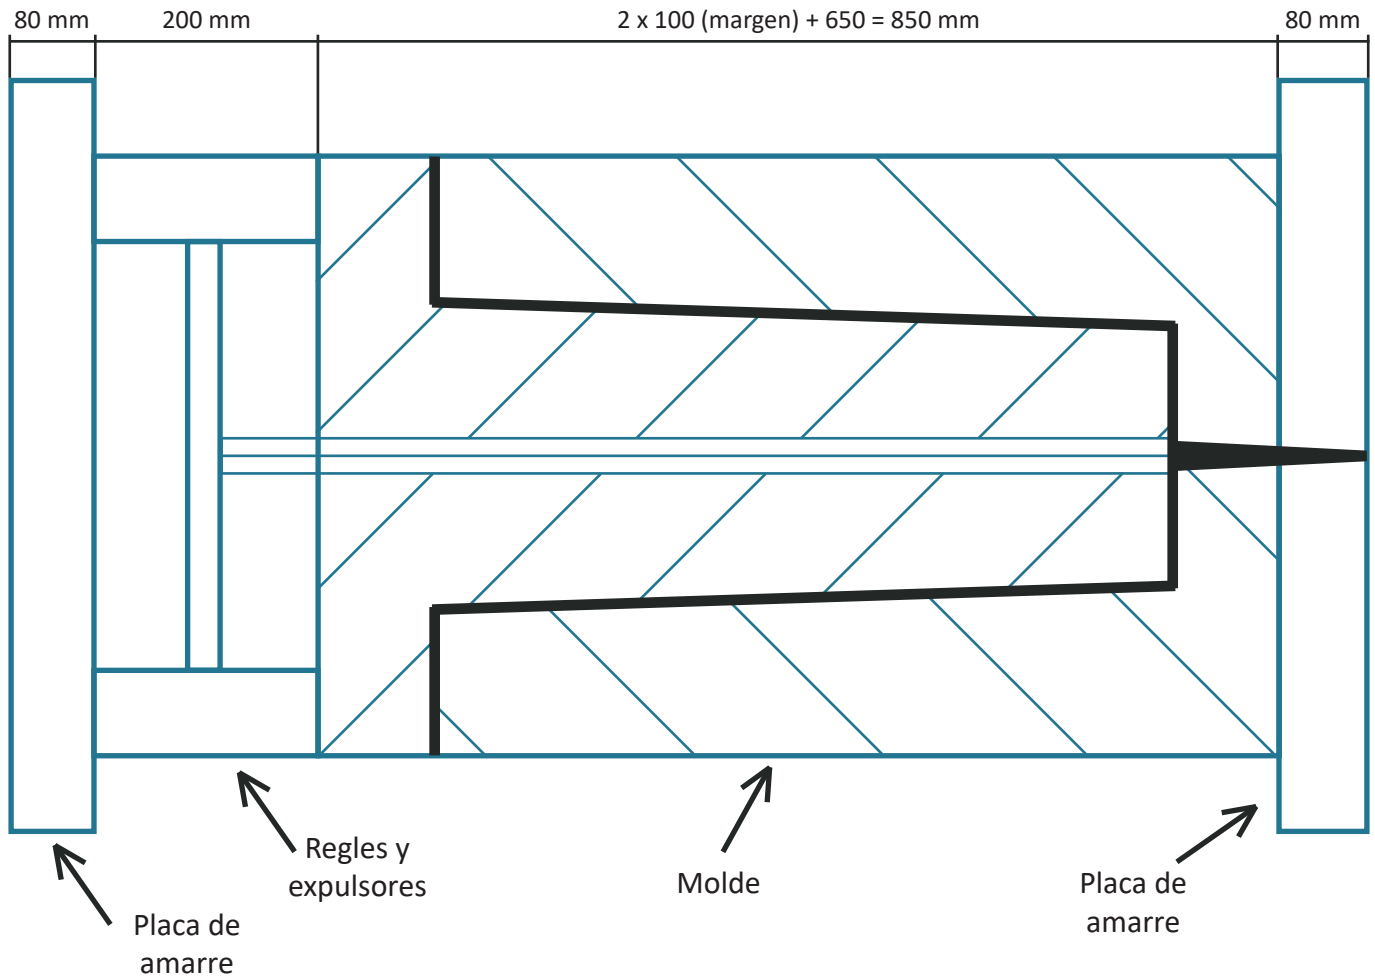 80 mm
200 mm
2 x 100 (margen) + 650 = 850 mm
80 mm
Regles y
expulsores
Molde
Placa de
amarre
Placa de
amarre